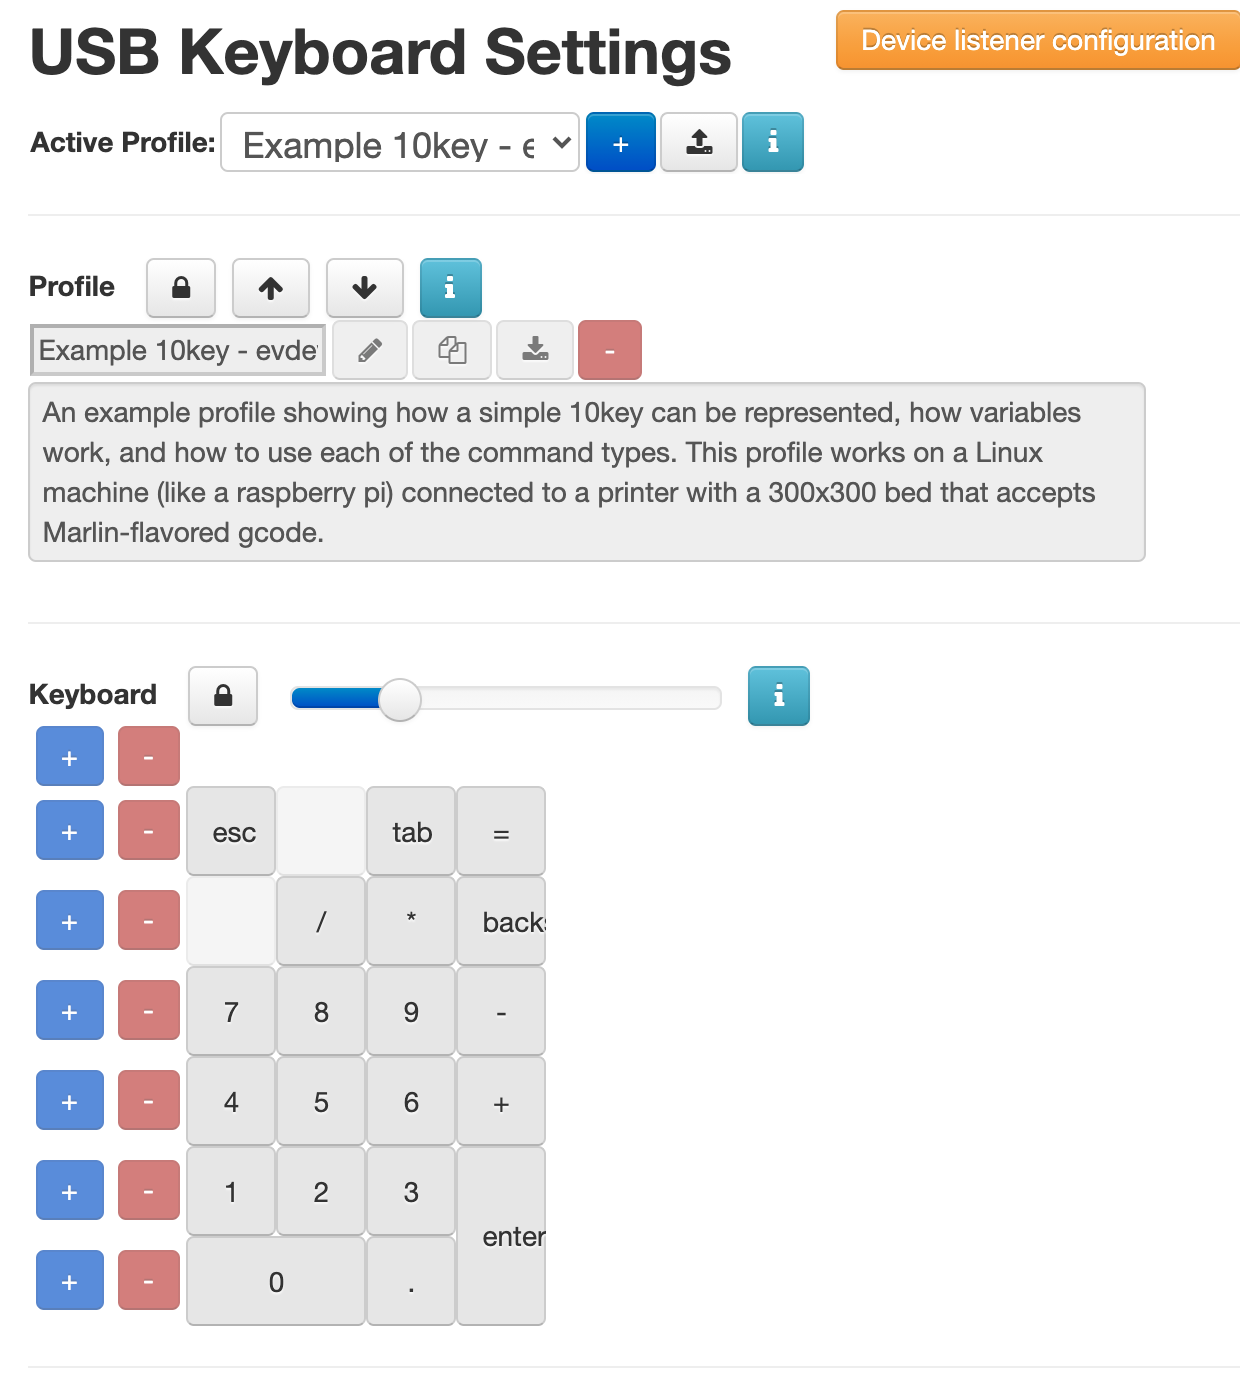 USB Keyboard Settings
Device listener configuration
Active Profile: Example 10key - e + i
Profile i
Example 10key - evde -
An example profile showing how a simple 10key can be represented, how variables
work, and how to use each of the command types. This profile works on a Linux
machine (like a raspberry pi) connected to a printer with a 300x300 bed that accepts
Marlin-flavored gcode.
Keyboard i
+ -
+ - esc tab =
+ - / * backs
+ - 7 8 9 -
+ - 4 5 6 +
+ - 1 2 3
enter
+ - 0 .